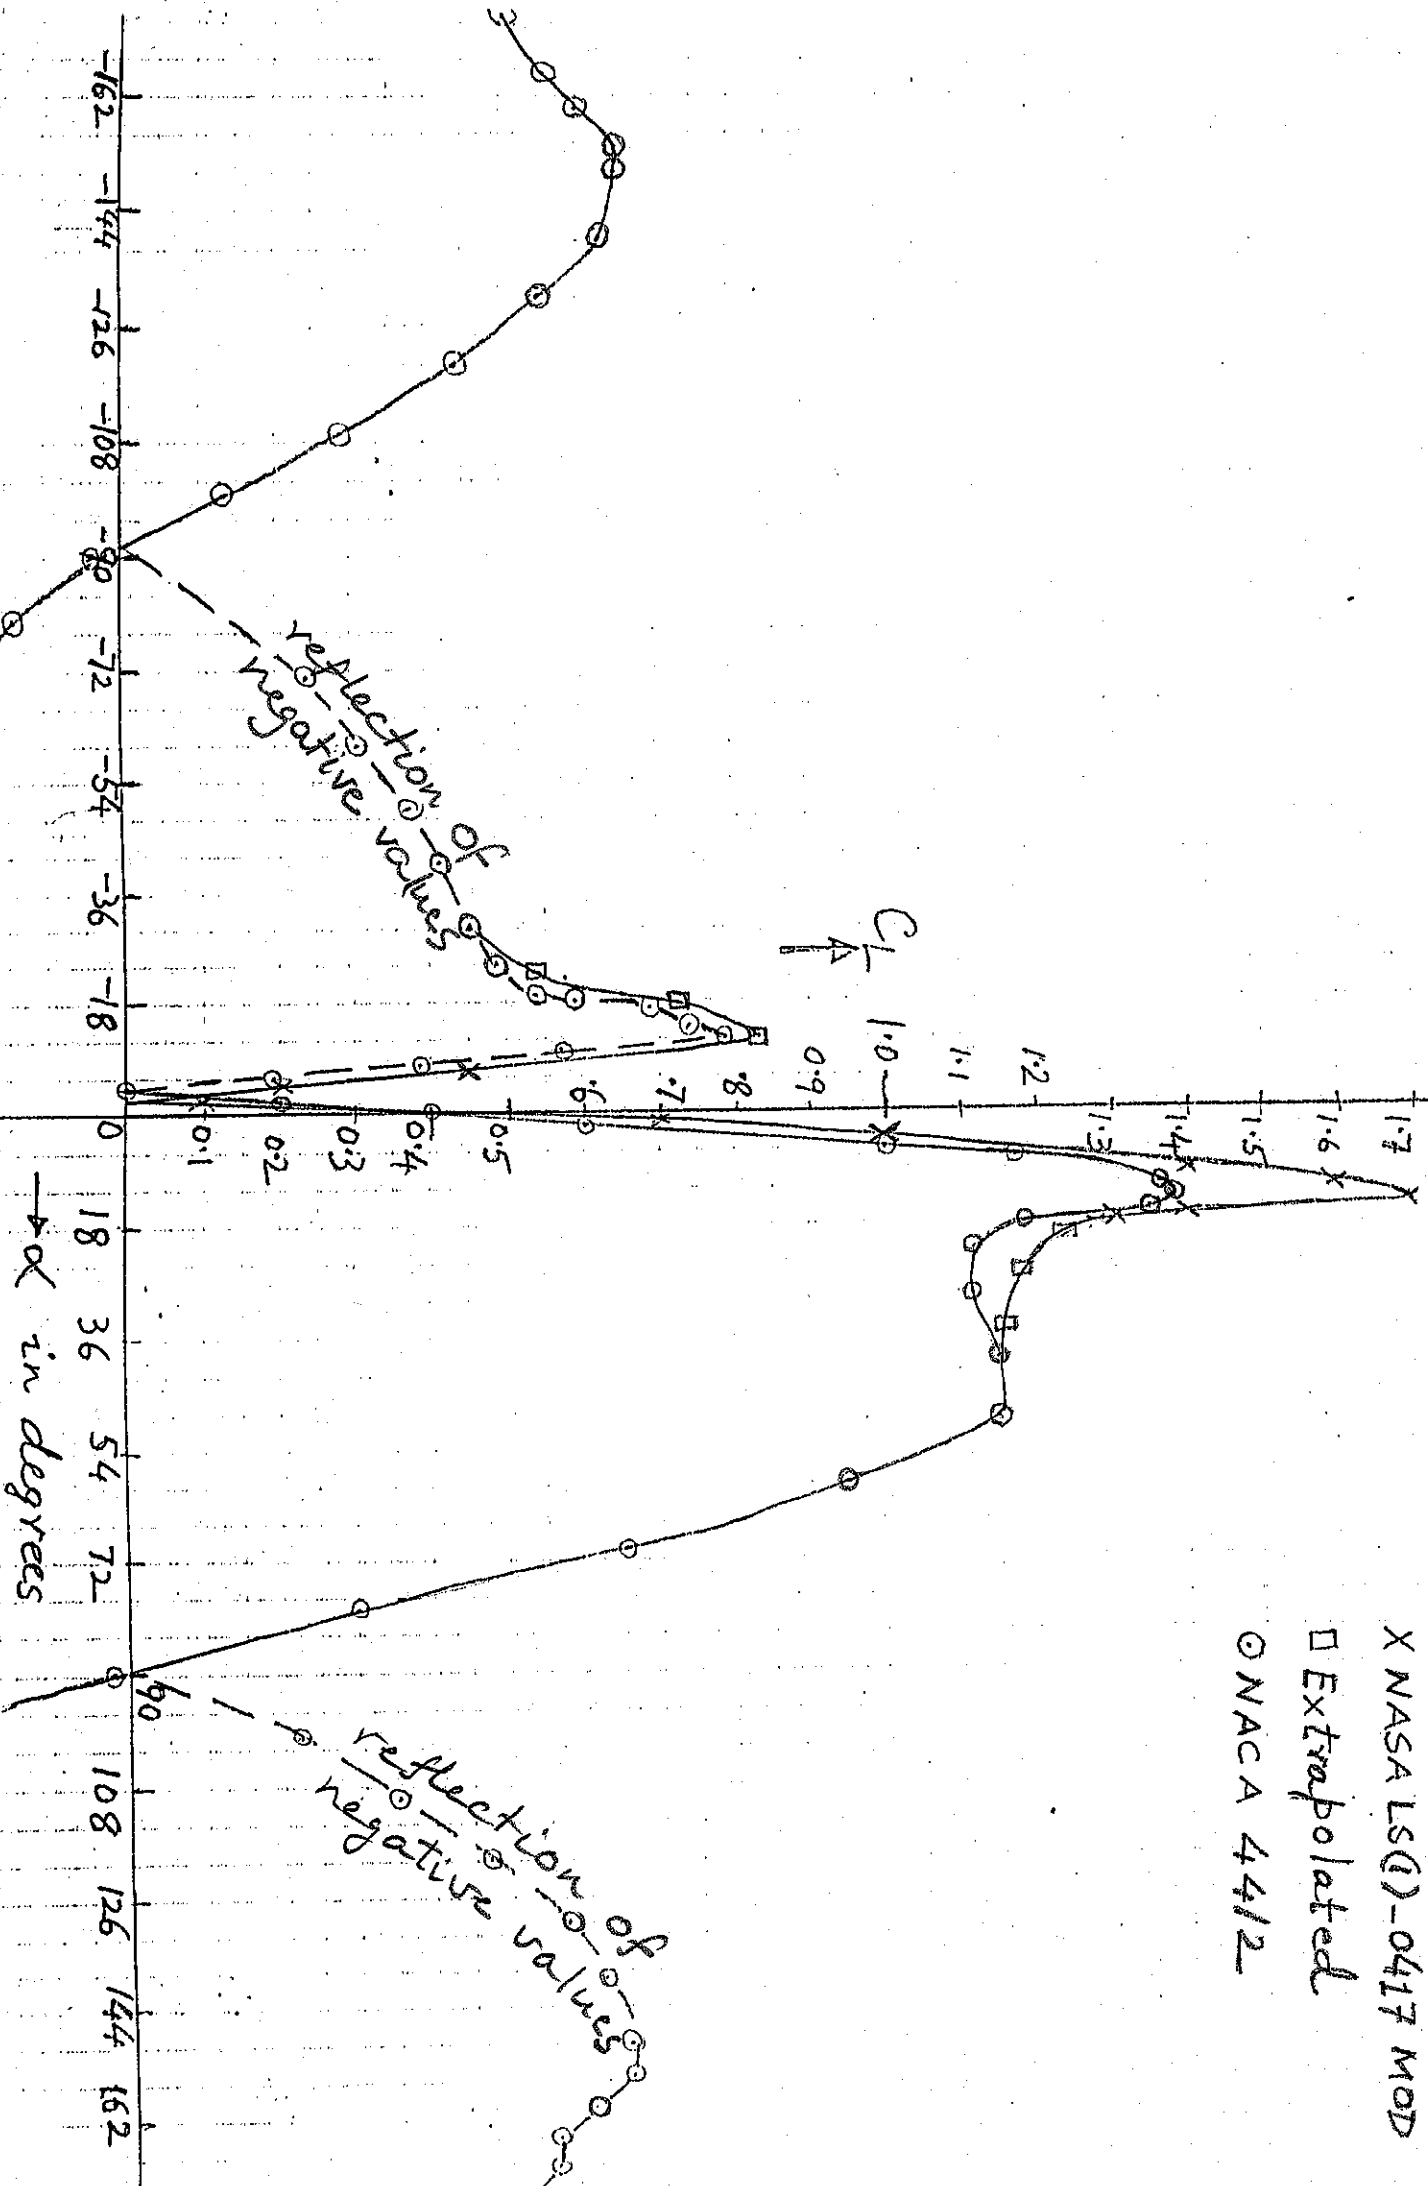 X NASA LS(1)-0417 MOD
□ Extrapolated
⊙ NACA 4412
1.7
1.6
1.5
1.4
1.3
1.2
1.1
1.0
0.9
.8
.7
.6
0.5
0.4
0.3
0.2
0.1
0
C_L
reflection of
negative values
reflection of
negative values
-162 -144 -126 -108 -90 -72 -54 -36 -18 18 36 54 72 90 108 126 144 162
→ α in degrees